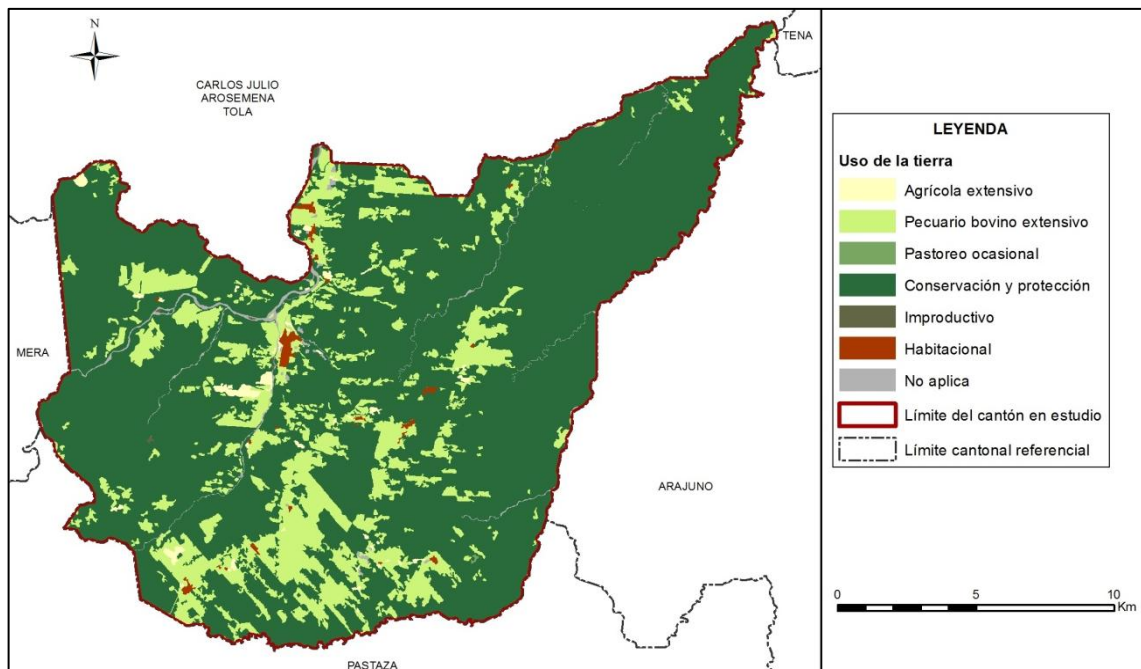 N
TENA
CARLOS JULIO
AROSEMENA
TOLA
MERA
ARAJUNO
PASTAZA
LEYENDA
Uso de la tierra
Agrícola extensivo
Pecuario bovino extensivo
Pastoreo ocasional
Conservación y protección
Improductivo
Habitacional
No aplica
Límite del cantón en estudio
Límite cantonal referencial
0 5 10
Km